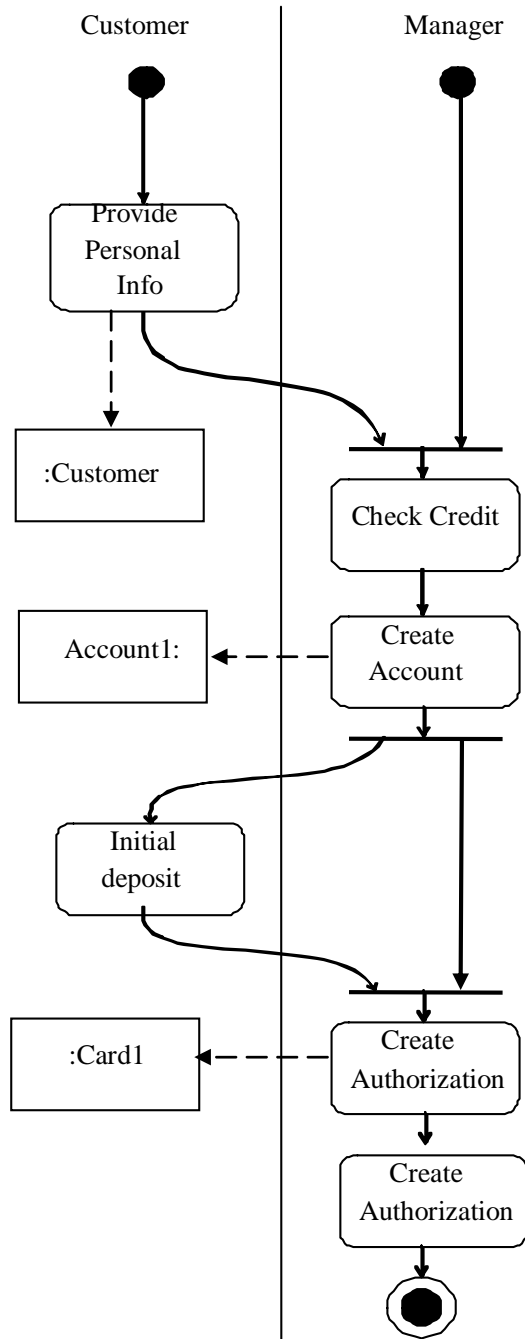 Customer
Manager
Provide
Personal
Info
:Customer
Check Credit
Account1:
Create
Account
Initial
deposit
:Card1
Create
Authorization
Create
Authorization